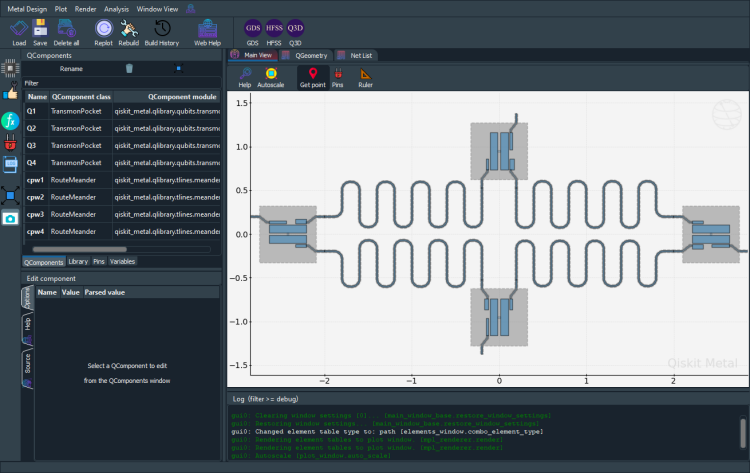 Metal Design Plot Render Analysis Window View
Load Save Delete all Replot Rebuild Build History Web Help GDS HFSS Q3D
GDS HFSS Q3D
QComponents
Rename
Filter
Name QComponent class QComponent module
Q1 TransmonPocket qiskit_metal.qlibrary.qubits.transmo
Q2 TransmonPocket qiskit_metal.qlibrary.qubits.transmo
Q3 TransmonPocket qiskit_metal.qlibrary.qubits.transmo
Q4 TransmonPocket qiskit_metal.qlibrary.qubits.transmo
cpw1 RouteMeander qiskit_metal.qlibrary.tlines.meander
cpw2 RouteMeander qiskit_metal.qlibrary.tlines.meander
cpw3 RouteMeander qiskit_metal.qlibrary.tlines.meander
cpw4 RouteMeander qiskit_metal.qlibrary.tlines.meander
QComponents Library Pins Variables
Edit component
Options
Help
Source
Name Value Parsed value
Select a QComponent to edit
from the QComponents window
Main View QGeometry Net List
Help Autoscale Get point Pins Ruler
1.5
1.0
0.5
0.0
−0.5
−1.0
−1.5
−2 −1 0 1 2
Qiskit Metal
Log (filter >= debug)
gui0: Clearing window settings [0]... [main_window_base.restore_window_settings]
gui0: Restoring window settings... [main_window_base.restore_window_settings]
gui0: Changed element table type to: path [elements_window.combo_element_type]
gui0: Rendering element tables to plot window. [mpl_renderer.render]
gui0: Rendering element tables to plot window. [mpl_renderer.render]
gui0: Autoscale [plot_window.auto_scale]